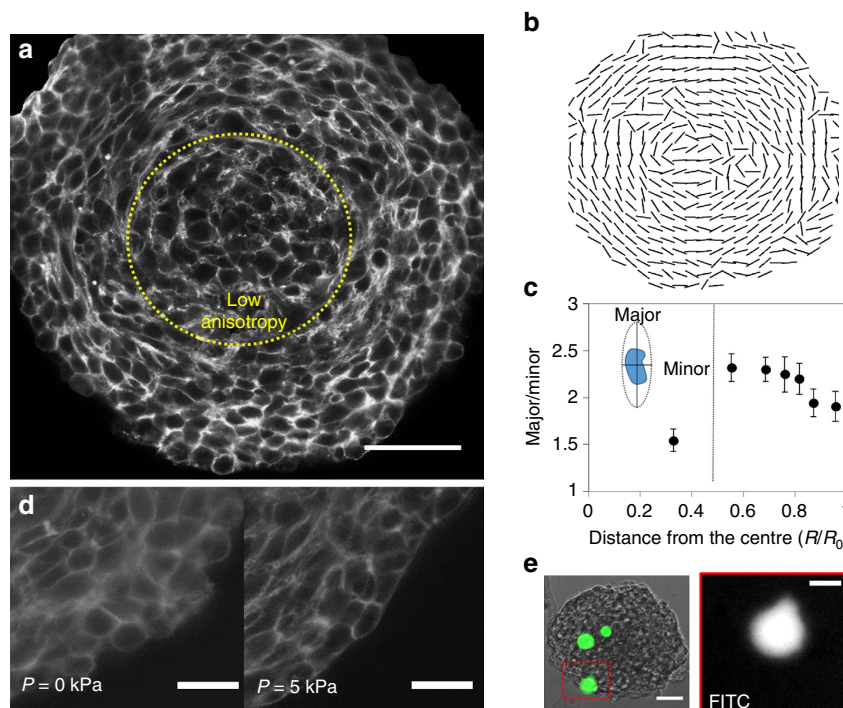 a
Low
anisotropy
b
c
3
2.5
2
1.5
1
Major/minor
Major
Minor
0
0.2
0.4
0.6
0.8
1
Distance from the centre (R/R0
d
P = 0 kPa
P = 5 kPa
e
FITC